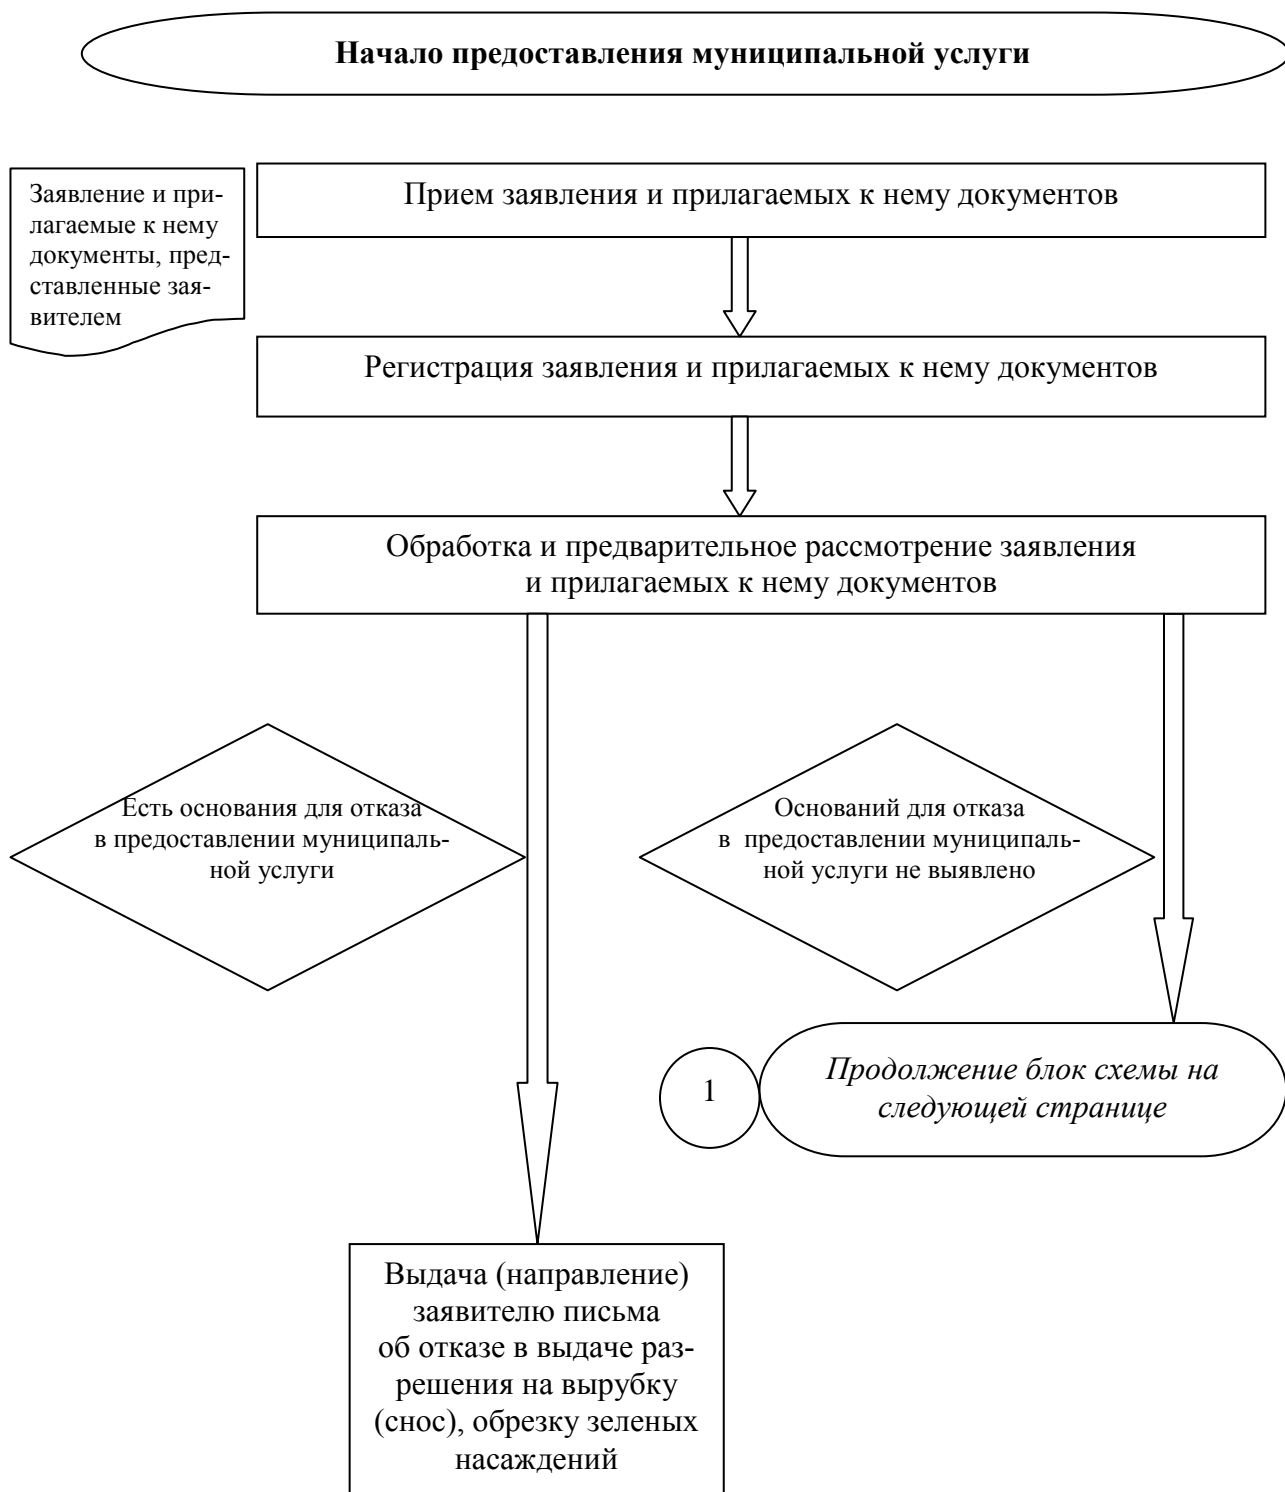 Начало предоставления муниципальной услуги
Заявление и при-
лагаемые к нему
документы, пред-
ставленные зая-
вителем
Прием заявления и прилагаемых к нему документов
Регистрация заявления и прилагаемых к нему документов
Обработка и предварительное рассмотрение заявления
и прилагаемых к нему документов
Есть основания для отказа
в предоставлении муниципаль-
ной услуги
Оснований для отказа
в предоставлении муниципаль-
ной услуги не выявлено
1
Продолжение блок схемы на
следующей странице
Выдача (направление)
заявителю письма
об отказе в выдаче раз-
решения на вырубку
(снос), обрезку зеленых
насаждений